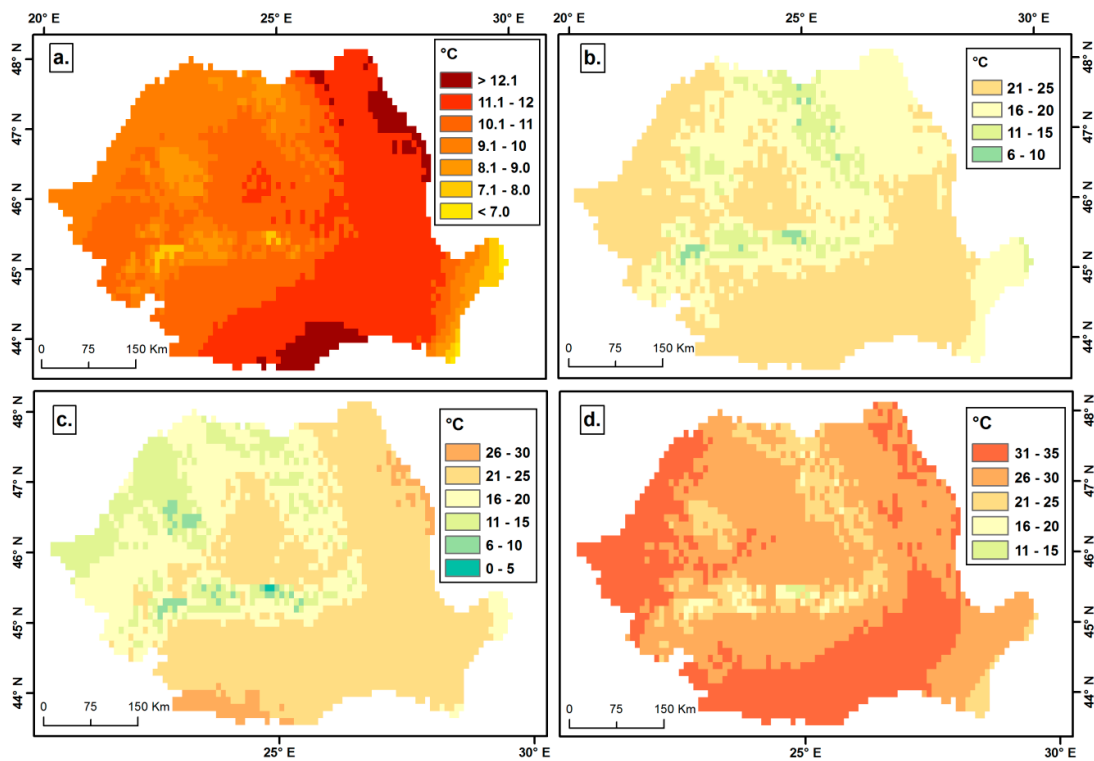 20° E 25° E 30° E
25° E 30° E
a.
°C
> 12.1
11.1 - 12
10.1 - 11
9.1 - 10
8.1 - 9.0
7.1 - 8.0
< 7.0
48° N
47° N
46° N
45° N
44° N
0 75 150 Km
b.
°C
21 - 25
16 - 20
11 - 15
6 - 10
48° N
47° N
46° N
45° N
44° N
0 75 150 Km
c.
°C
26 - 30
21 - 25
16 - 20
11 - 15
6 - 10
0 - 5
48° N
47° N
46° N
45° N
44° N
0 75 150 Km
d.
°C
31 - 35
26 - 30
21 - 25
16 - 20
11 - 15
48° N
47° N
46° N
45° N
44° N
0 75 150 Km
25° E 30° E
25° E 30° E